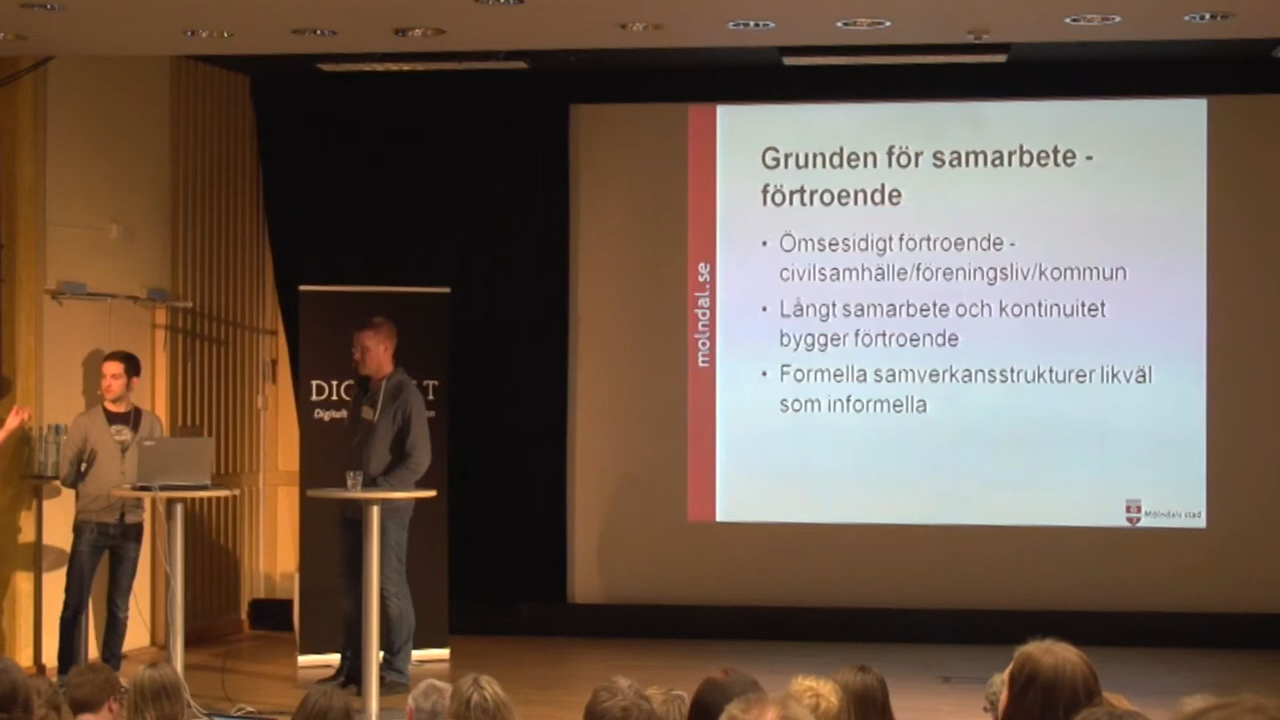 Grunden för samarbete -
förtroende
• Ömsesidigt förtroende -
civilsamhälle/föreningsliv/kommun
• Långt samarbete och kontinuitet
bygger förtroende
• Formella samverkansstrukturer likväl
som informella
molndal.se
Mölndals stad